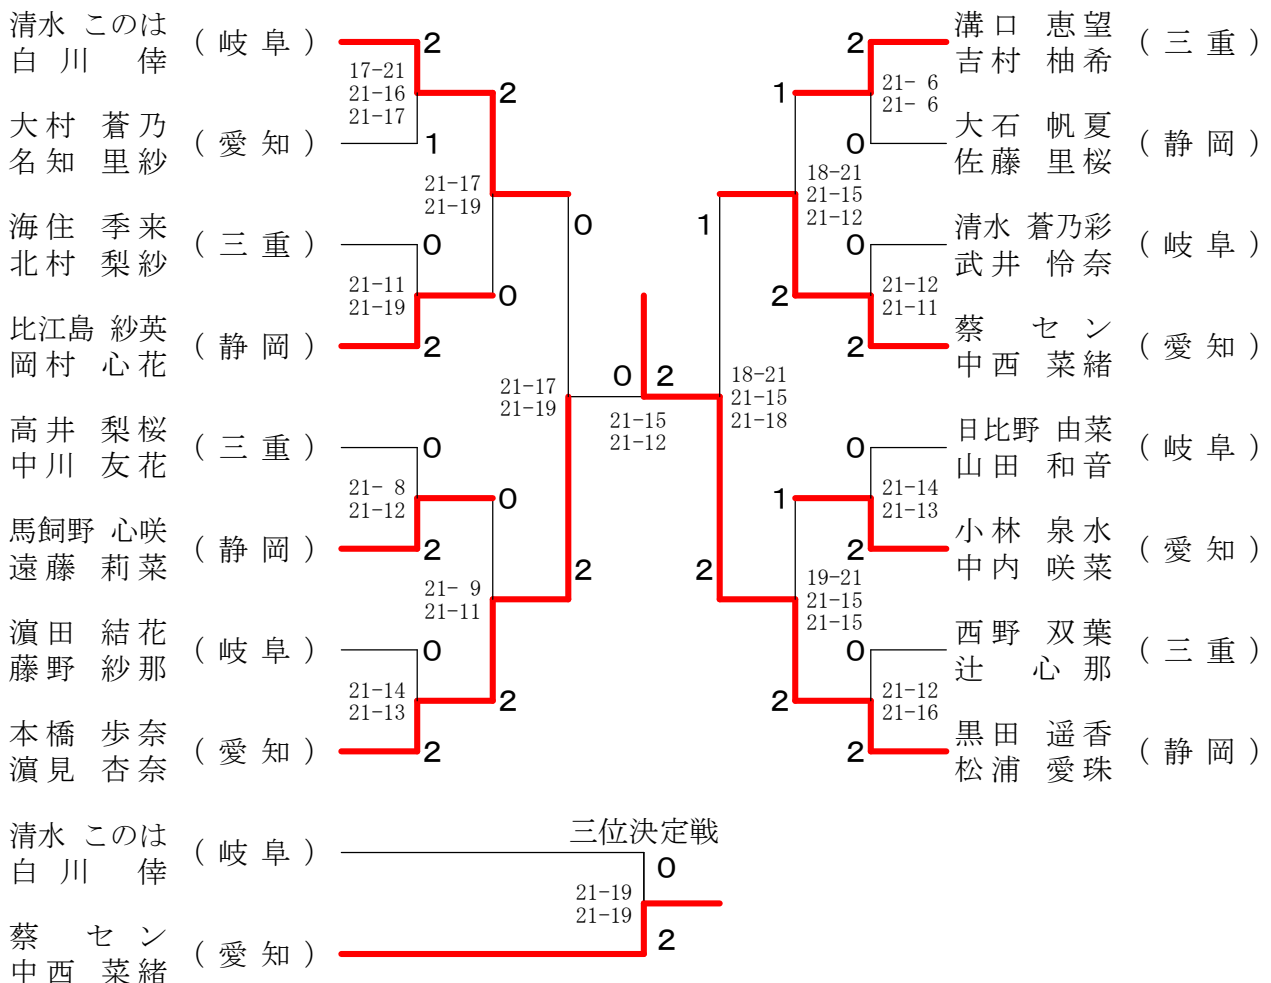 清水 このは
白川 倖
(岐阜)
2
17-21
21-16
21-17
2
大村 蒼乃
名知 里紗
(愛知)
1
21-17
21-19
0
海住 季来
北村 梨紗
(三重)
0
21-11
21-19
0
比江島 紗英
岡村 心花
(静岡)
2
21-17
21-19
高井 梨桜
中川 友花
(三重)
0
21- 8
21-12
0
馬飼野 心咲
遠藤 莉菜
(静岡)
2
21- 9
21-11
2
濵田 結花
藤野 紗那
(岐阜)
0
21-14
21-13
2
本橋 歩奈
濵見 杏奈
(愛知)
2
0
2
21-15
21-12
溝口 恵望
吉村 柚希
(三重)
2
21- 6
21- 6
1
大石 帆夏
佐藤 里桜
(静岡)
0
18-21
21-15
21-12
1
清水 蒼乃彩
武井 怜奈
(岐阜)
0
21-12
21-11
2
蔡 セン
中西 菜緒
(愛知)
2
18-21
21-15
21-18
日比野 由菜
山田 和音
(岐阜)
0
21-14
21-13
1
小林 泉水
中内 咲菜
(愛知)
2
19-21
21-15
21-15
2
西野 双葉
辻 心那
(三重)
0
21-12
21-16
2
黒田 遥香
松浦 愛珠
(静岡)
2
三位決定戦
清水 このは
白川 倖
(岐阜)
0
21-19
21-19
蔡 セン
中西 菜緒
(愛知)
2